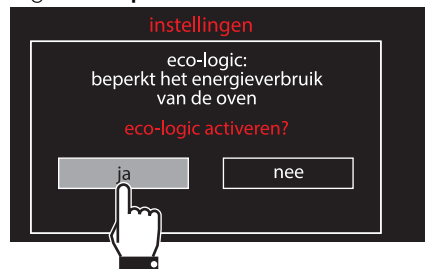 instellingen
eco-logic:
beperkt het energieverbruik
van de oven
eco-logic activeren?
ja
nee